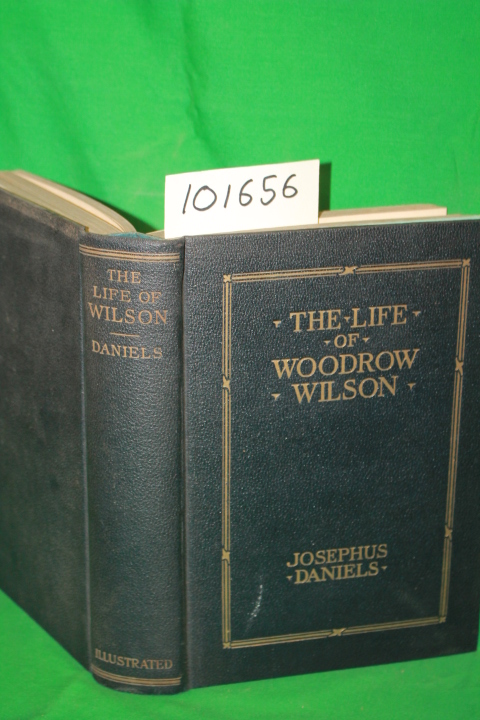 101656
THE
LIFE OF
WILSON
DANIELS
ILLUSTRATED
THE LIFE
OF
WOODROW
WILSON
JOSEPHUS
DANIELS